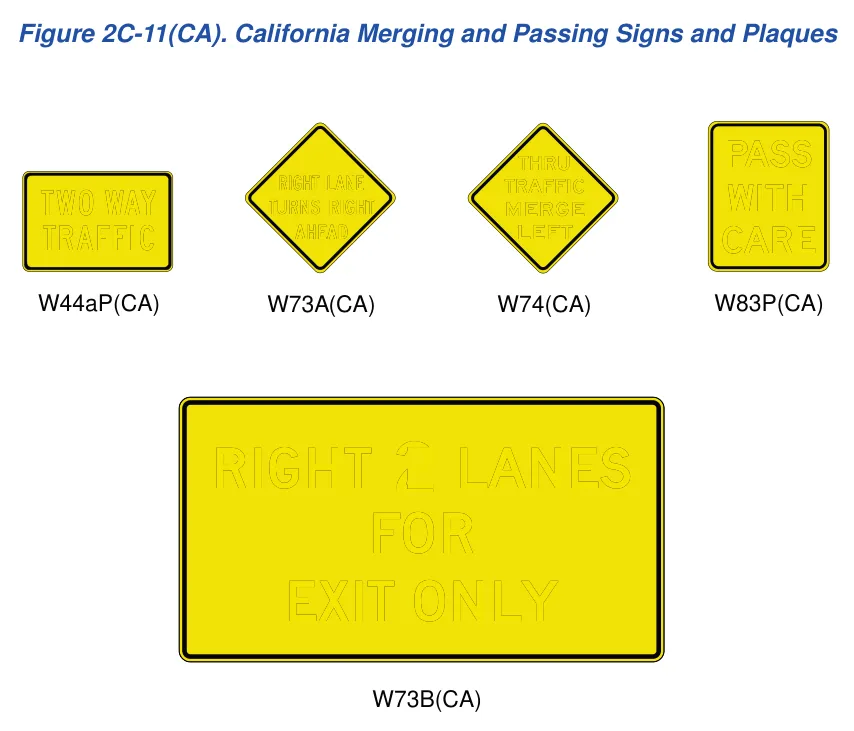 Figure 2C-11(CA). California Merging and Passing Signs and Plaques
TWO WAY
TRAFFIC
W44aP(CA)
RIGHT LANE
TURNS RIGHT
AHEAD
W73A(CA)
THRU
TRAFFIC
MERGE
LEFT
W74(CA)
PASS
WITH
CARE
W83P(CA)
RIGHT 2 LANES
FOR
EXIT ONLY
W73B(CA)